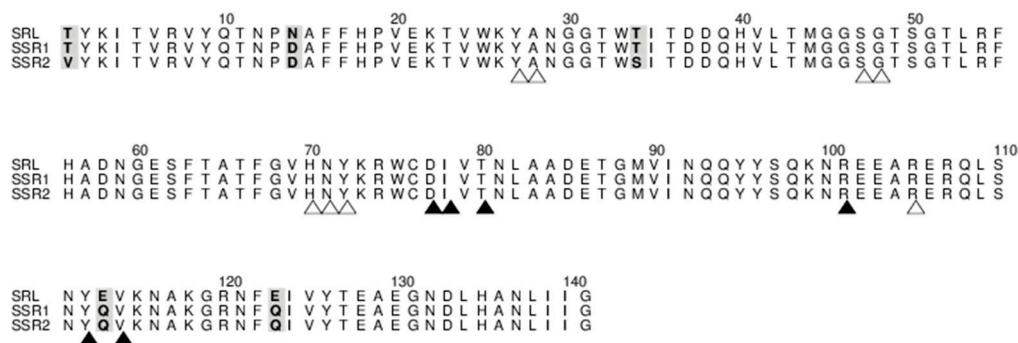 10 20 30 40 50
SRL T Y K I T V R V Y Q T N P N A F F H P V E K T V W K Y A N G G T W T I T D D Q H V L T M G G S G T S G T L R F
SSR1 T Y K I T V R V Y Q T N P D A F F H P V E K T V W K Y A N G G T W T I T D D Q H V L T M G G S G T S G T L R F
SSR2 V Y K I T V R V Y Q T N P D A F F H P V E K T V W K Y A N G G T W S I T D D Q H V L T M G G S G T S G T L R F
60 70 80 90 100 110
SRL H A D N G E S F T A T F G V H N Y K R W C D I V T N L A A D E T G M V I N Q Q Y Y S Q K N R E E A R E R Q L S
SSR1 H A D N G E S F T A T F G V H N Y K R W C D I V T N L A A D E T G M V I N Q Q Y Y S Q K N R E E A R E R Q L S
SSR2 H A D N G E S F T A T F G V H N Y K R W C D I V T N L A A D E T G M V I N Q Q Y Y S Q K N R E E A R E R Q L S
120 130 140
SRL N Y E V K N A K G R N F E I V Y T E A E G N D L H A N L I I G
SSR1 N Y Q V K N A K G R N F Q I V Y T E A E G N D L H A N L I I G
SSR2 N Y Q V K N A K G R N F Q I V Y T E A E G N D L H A N L I I G